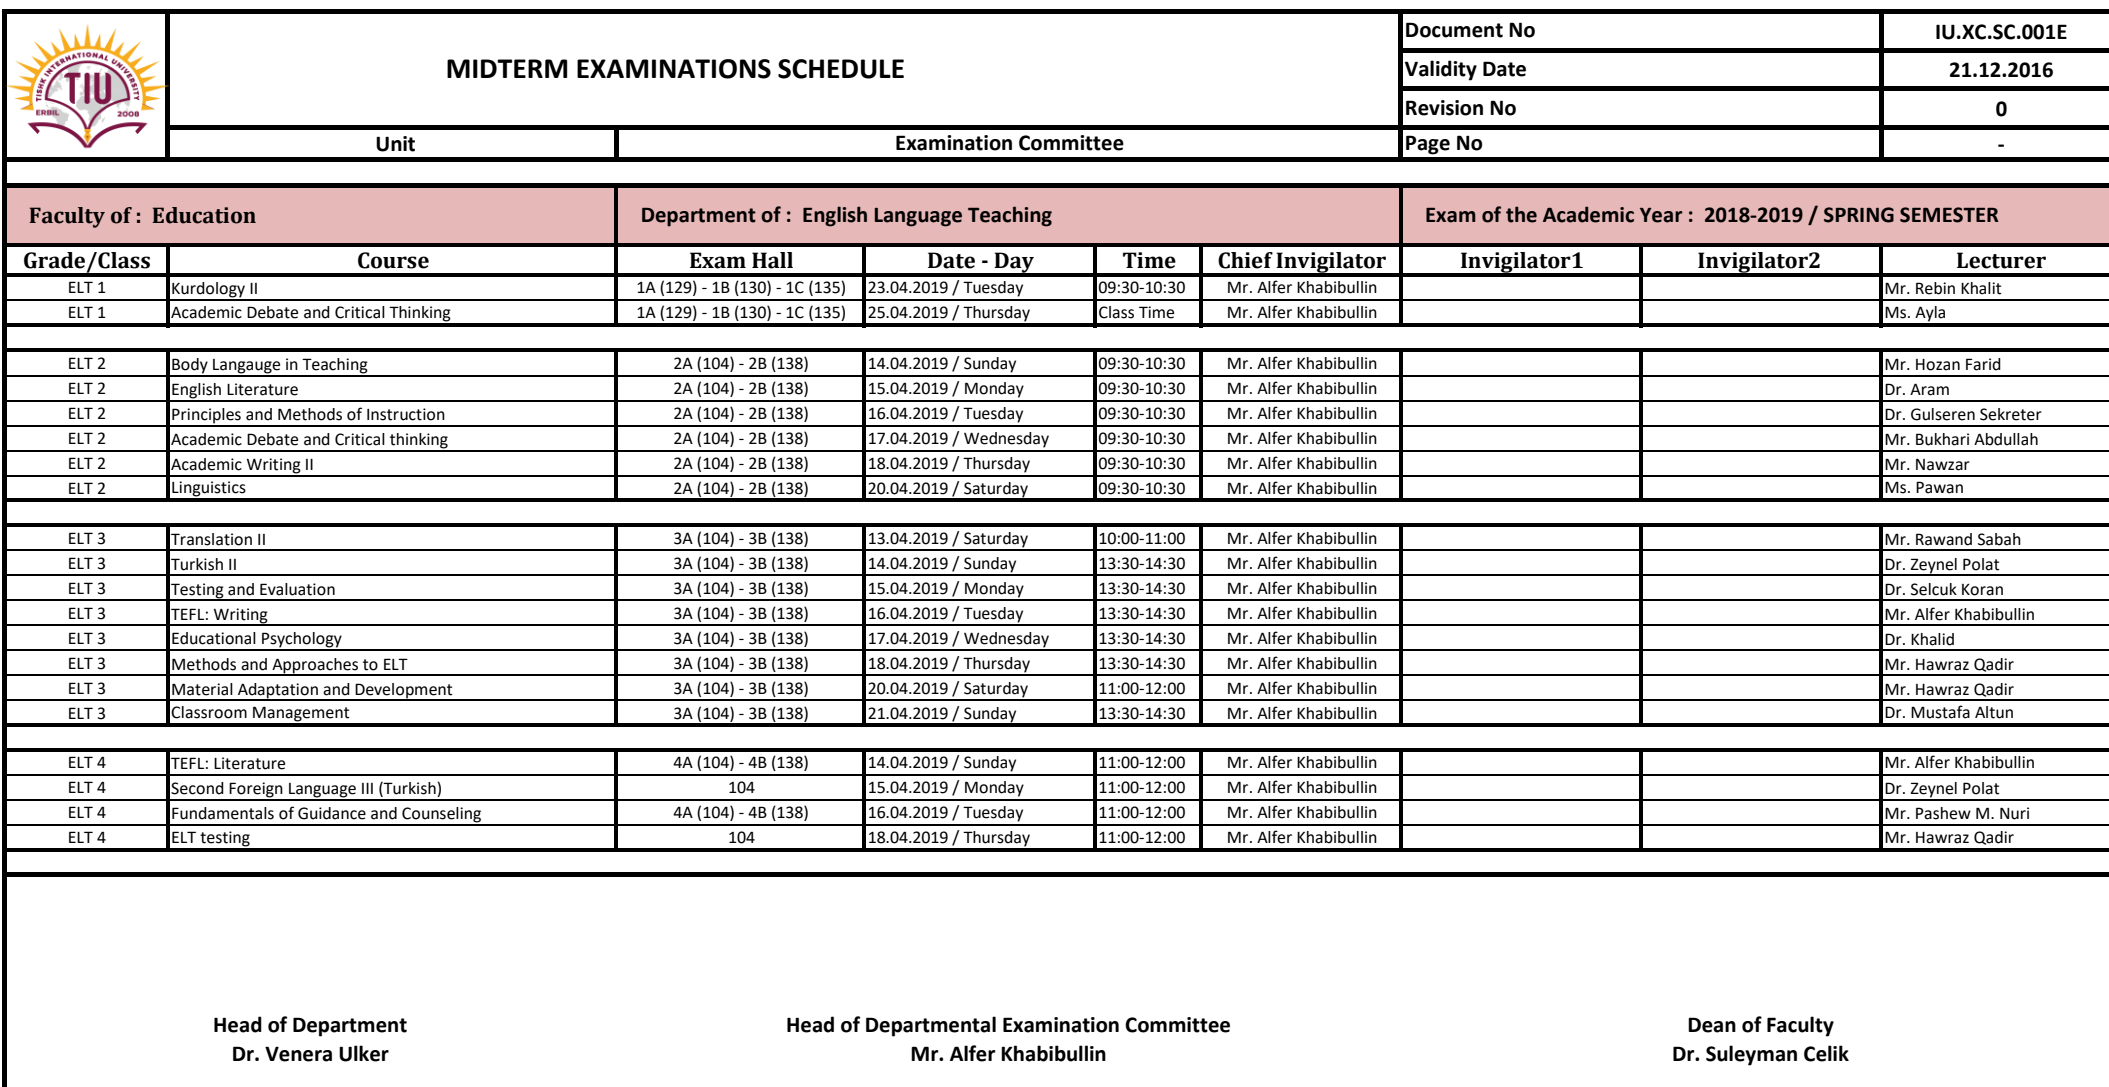 TISHK INTERNATIONAL UNIVERSITY
TIU
ERBIL 2008
MIDTERM EXAMINATIONS SCHEDULE
Document No IU.XC.SC.001E
Validity Date 21.12.2016
Revision No 0
Unit Examination Committee Page No -
Faculty of : Education Department of : English Language Teaching Exam of the Academic Year : 2018-2019 / SPRING SEMESTER
Grade/Class Course Exam Hall Date - Day Time Chief Invigilator Invigilator1 Invigilator2 Lecturer
ELT 1 Kurdology II 1A (129) - 1B (130) - 1C (135) 23.04.2019 / Tuesday 09:30-10:30 Mr. Alfer Khabibullin Mr. Rebin Khalit
ELT 1 Academic Debate and Critical Thinking 1A (129) - 1B (130) - 1C (135) 25.04.2019 / Thursday Class Time Mr. Alfer Khabibullin Ms. Ayla
ELT 2 Body Langauge in Teaching 2A (104) - 2B (138) 14.04.2019 / Sunday 09:30-10:30 Mr. Alfer Khabibullin Mr. Hozan Farid
ELT 2 English Literature 2A (104) - 2B (138) 15.04.2019 / Monday 09:30-10:30 Mr. Alfer Khabibullin Dr. Aram
ELT 2 Principles and Methods of Instruction 2A (104) - 2B (138) 16.04.2019 / Tuesday 09:30-10:30 Mr. Alfer Khabibullin Dr. Gulseren Sekreter
ELT 2 Academic Debate and Critical thinking 2A (104) - 2B (138) 17.04.2019 / Wednesday 09:30-10:30 Mr. Alfer Khabibullin Mr. Bukhari Abdullah
ELT 2 Academic Writing II 2A (104) - 2B (138) 18.04.2019 / Thursday 09:30-10:30 Mr. Alfer Khabibullin Mr. Nawzar
ELT 2 Linguistics 2A (104) - 2B (138) 20.04.2019 / Saturday 09:30-10:30 Mr. Alfer Khabibullin Ms. Pawan
ELT 3 Translation II 3A (104) - 3B (138) 13.04.2019 / Saturday 10:00-11:00 Mr. Alfer Khabibullin Mr. Rawand Sabah
ELT 3 Turkish II 3A (104) - 3B (138) 14.04.2019 / Sunday 13:30-14:30 Mr. Alfer Khabibullin Dr. Zeynel Polat
ELT 3 Testing and Evaluation 3A (104) - 3B (138) 15.04.2019 / Monday 13:30-14:30 Mr. Alfer Khabibullin Dr. Selcuk Koran
ELT 3 TEFL: Writing 3A (104) - 3B (138) 16.04.2019 / Tuesday 13:30-14:30 Mr. Alfer Khabibullin Mr. Alfer Khabibullin
ELT 3 Educational Psychology 3A (104) - 3B (138) 17.04.2019 / Wednesday 13:30-14:30 Mr. Alfer Khabibullin Dr. Khalid
ELT 3 Methods and Approaches to ELT 3A (104) - 3B (138) 18.04.2019 / Thursday 13:30-14:30 Mr. Alfer Khabibullin Mr. Hawraz Qadir
ELT 3 Material Adaptation and Development 3A (104) - 3B (138) 20.04.2019 / Saturday 11:00-12:00 Mr. Alfer Khabibullin Mr. Hawraz Qadir
ELT 3 Classroom Management 3A (104) - 3B (138) 21.04.2019 / Sunday 13:30-14:30 Mr. Alfer Khabibullin Dr. Mustafa Altun
ELT 4 TEFL: Literature 4A (104) - 4B (138) 14.04.2019 / Sunday 11:00-12:00 Mr. Alfer Khabibullin Mr. Alfer Khabibullin
ELT 4 Second Foreign Language III (Turkish) 104 15.04.2019 / Monday 11:00-12:00 Mr. Alfer Khabibullin Dr. Zeynel Polat
ELT 4 Fundamentals of Guidance and Counseling 4A (104) - 4B (138) 16.04.2019 / Tuesday 11:00-12:00 Mr. Alfer Khabibullin Mr. Pashew M. Nuri
ELT 4 ELT testing 104 18.04.2019 / Thursday 11:00-12:00 Mr. Alfer Khabibullin Mr. Hawraz Qadir
Head of Department Head of Departmental Examination Committee Dean of Faculty
Dr. Venera Ulker Mr. Alfer Khabibullin Dr. Suleyman Celik